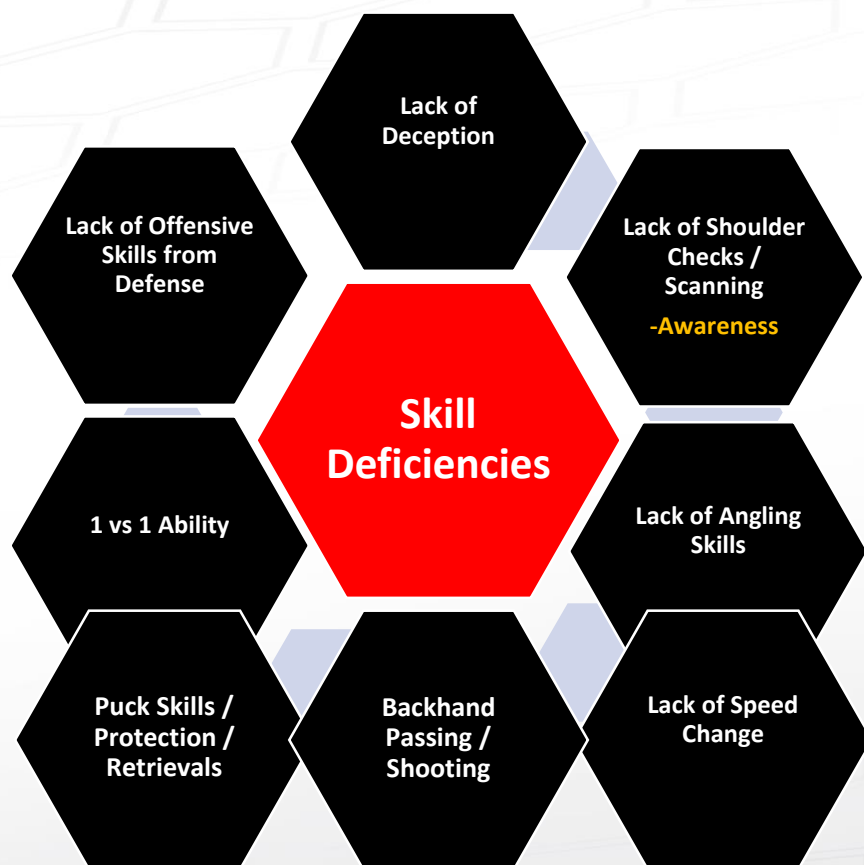 Lack of
Deception
Lack of Offensive
Skills from
Defense
Lack of Shoulder
Checks /
Scanning
-Awareness
Skill
Deficiencies
1 vs 1 Ability
Lack of Angling
Skills
Puck Skills /
Protection /
Retrievals
Backhand
Passing /
Shooting
Lack of Speed
Change